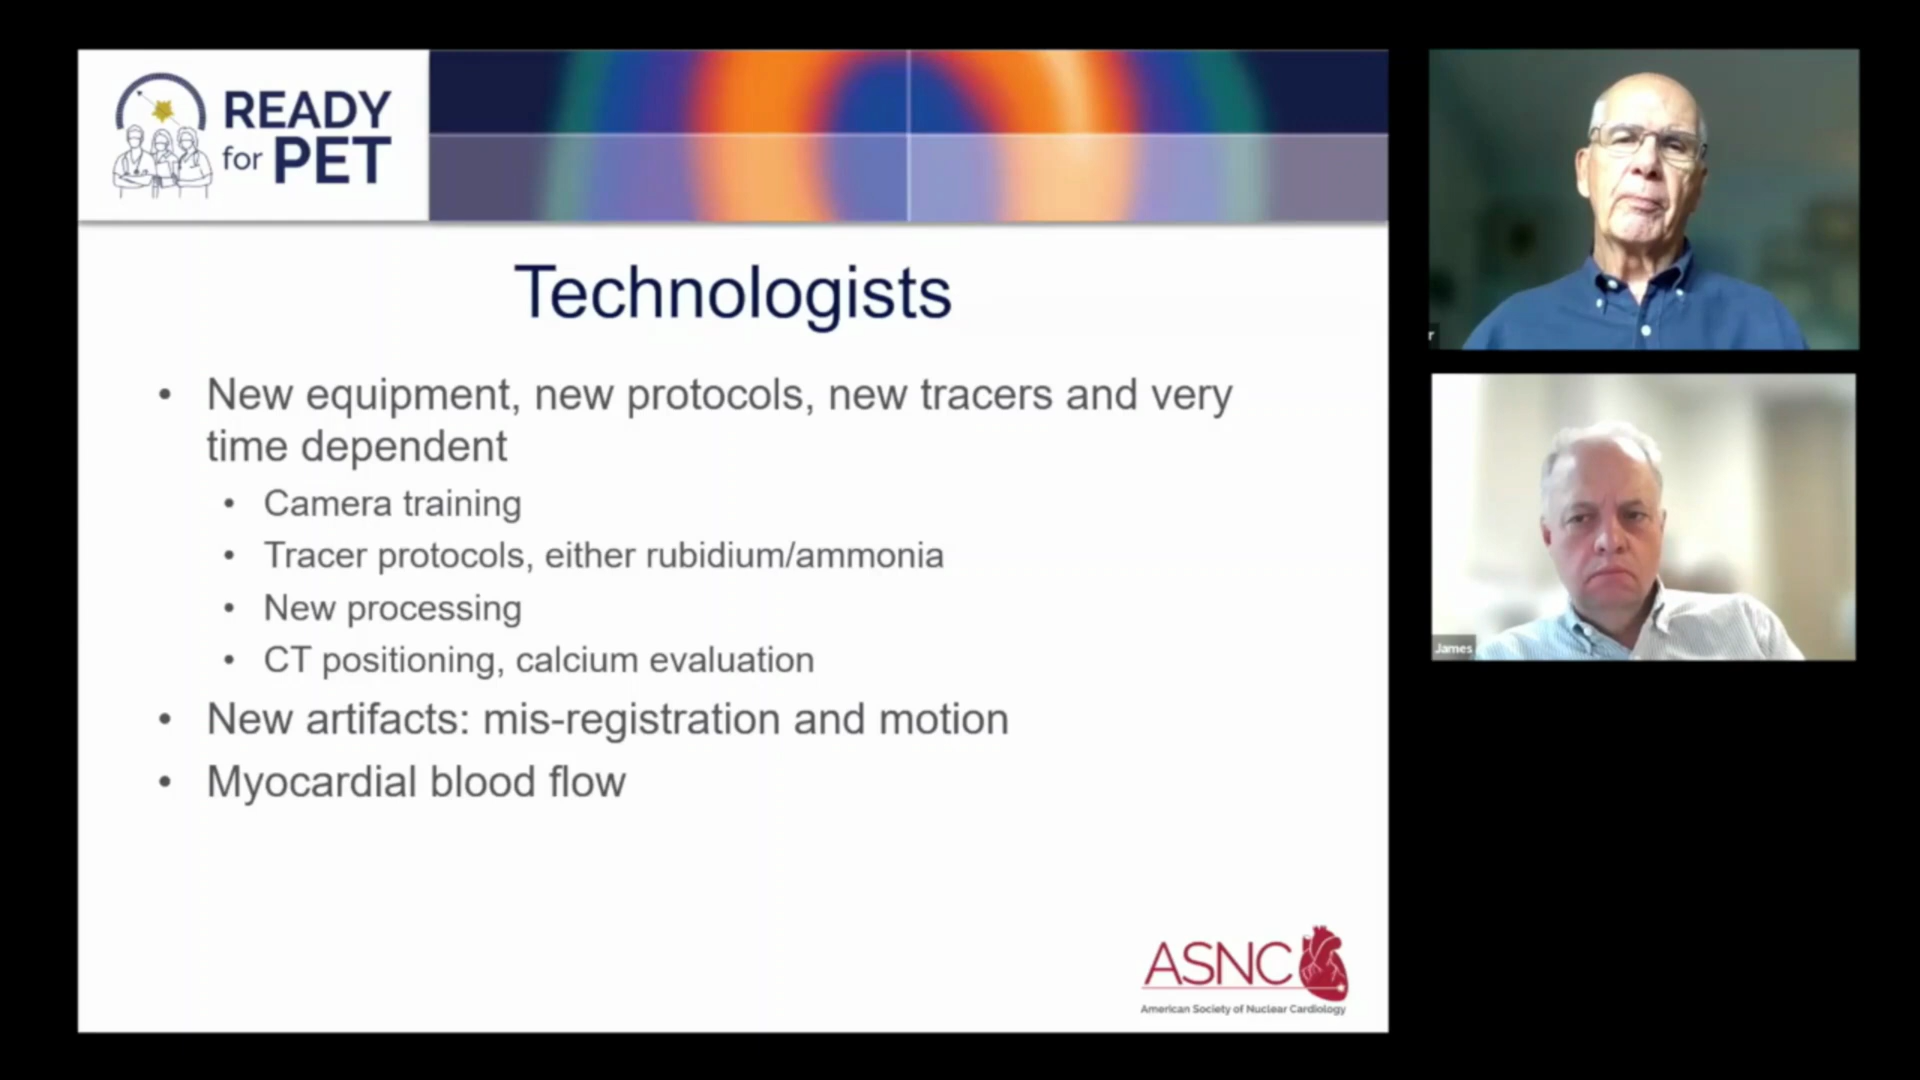 READY
for PET
Technologists
• New equipment, new protocols, new tracers and very
time dependent
• Camera training
• Tracer protocols, either rubidium/ammonia
• New processing
• CT positioning, calcium evaluation
• New artifacts: mis-registration and motion
• Myocardial blood flow
ASNC
American Society of Nuclear Cardiology
r
James